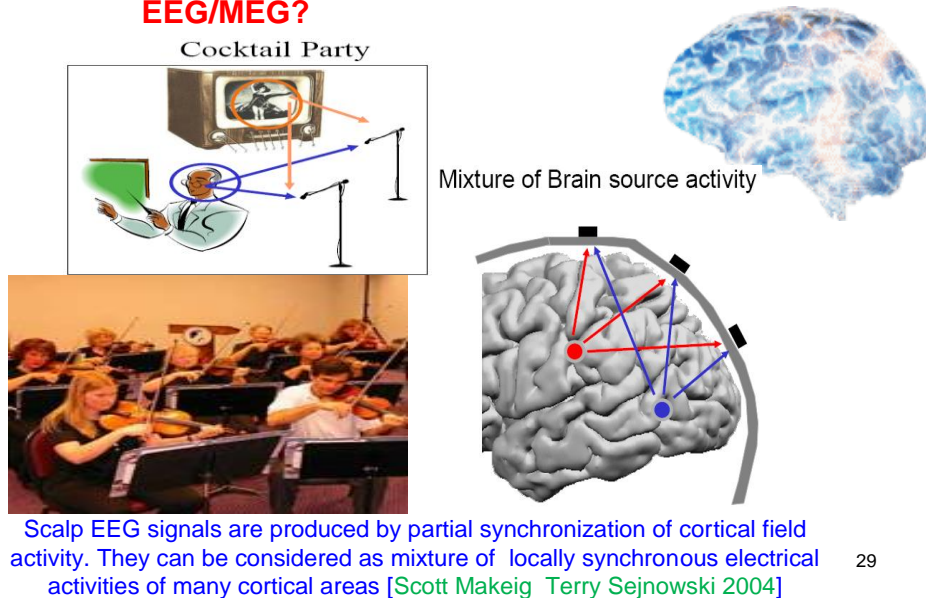 EEG/MEG?
Cocktail Party
Mixture of Brain source activity
Scalp EEG signals are produced by partial synchronization of cortical field
activity. They can be considered as mixture of locally synchronous electrical
activities of many cortical areas [Scott Makeig Terry Sejnowski 2004]
29